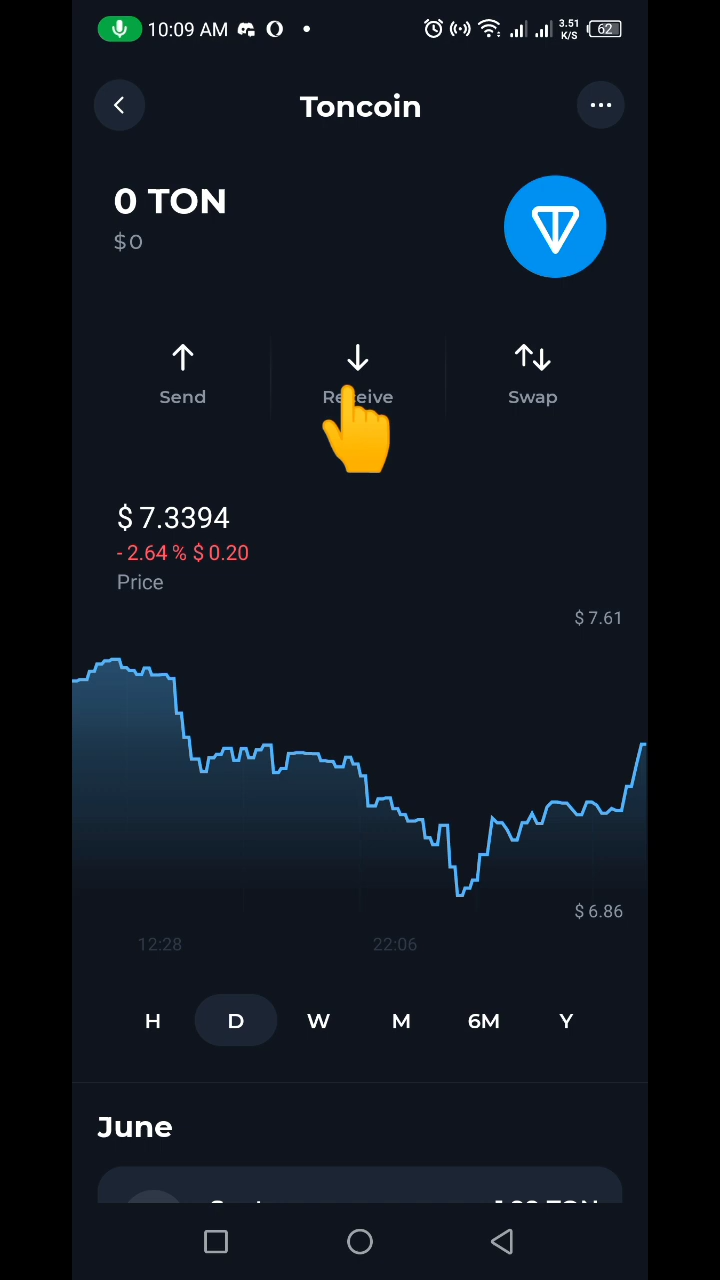 10:09 AM 3.51 K/S 62
Toncoin
0 TON
$0
Send Receive Swap
$ 7.3394
- 2.64 % $ 0.20
Price
$ 7.61
$ 6.86
12:28 22:06
H D W M 6M Y
June